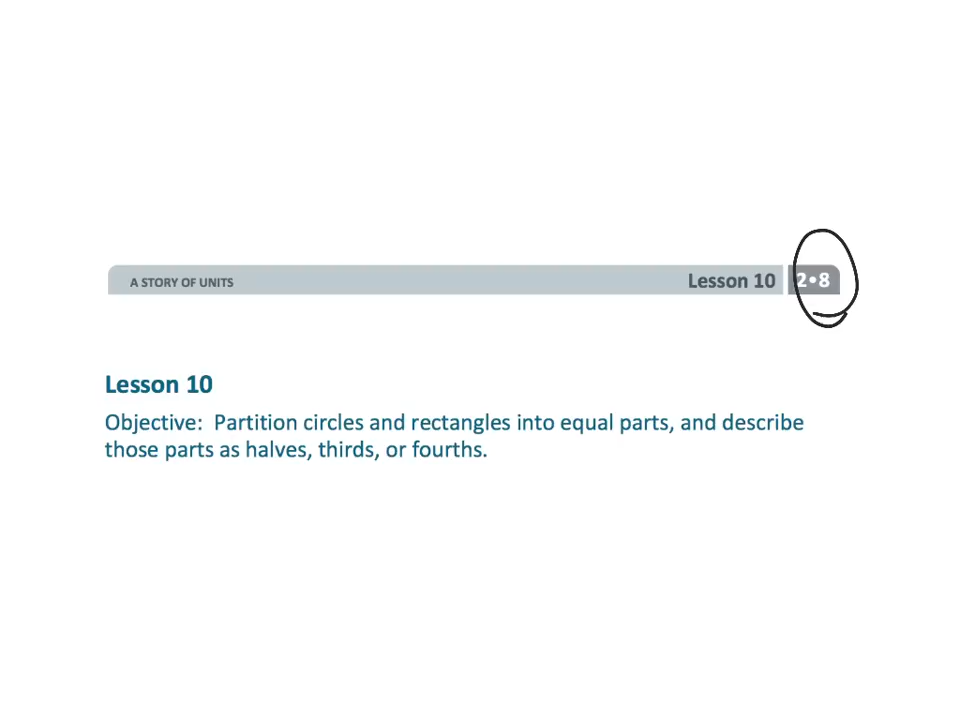 A STORY OF UNITS
Lesson 10
2•8
Lesson 10
Objective: Partition circles and rectangles into equal parts, and describe
those parts as halves, thirds, or fourths.